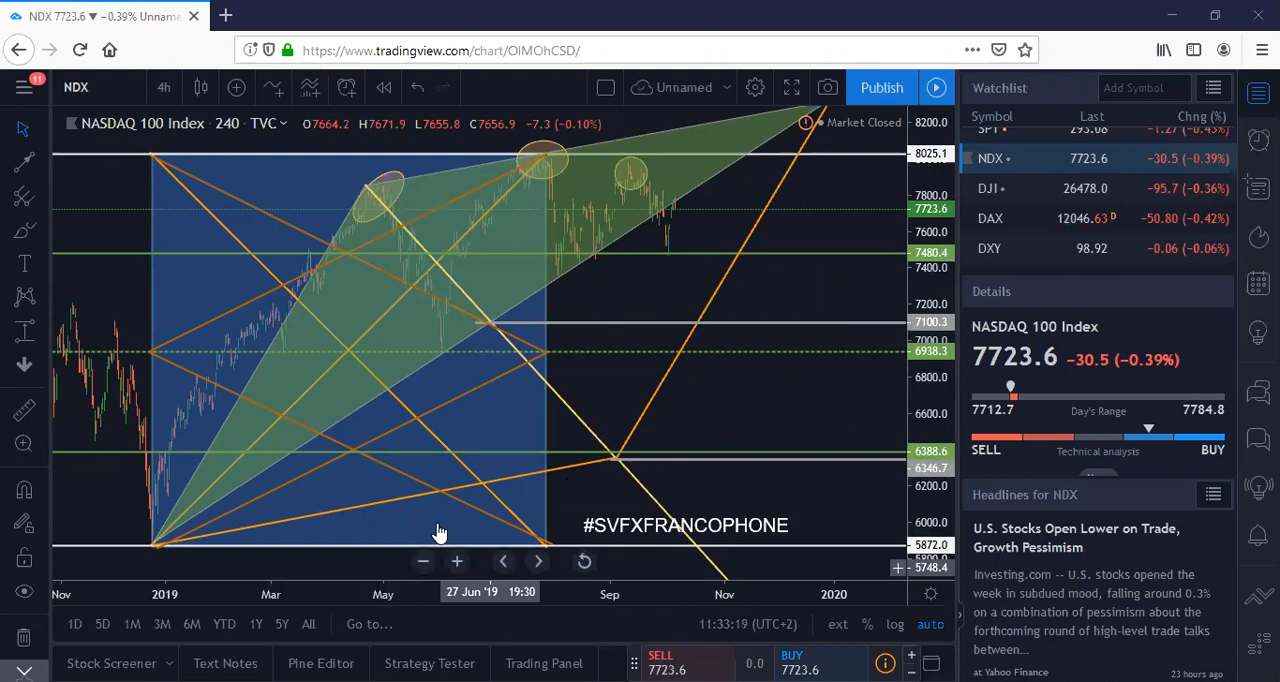 NDX 7723.6 ▼ −0.39% Unname
https://www.tradingview.com/chart/OlMOhCSD/
11
NDX
4h
Unnamed
Publish
NASDAQ 100 Index · 240 · TVC
O7664.2 H7671.9 L7655.8 C7656.9 −7.3 (−0.10%)
Market Closed
8200.0
8025.1
7800.0
7723.6
7600.0
7480.4
7400.0
7200.0
7100.3
7000.0
6938.3
6800.0
6600.0
6388.6
6346.7
6200.0
6000.0
5872.0
5800.0
5748.4
#SVFXFRANCOPHONE
Nov
2019
Mar
May
27 Jun '19 19:30
Sep
Nov
2020
1D 5D 1M 3M 6M YTD 1Y 5Y All Go to...
11:33:19 (UTC+2) ext % log auto
Stock Screener Text Notes Pine Editor Strategy Tester Trading Panel
SELL
7723.6
0.0
BUY
7723.6
Watchlist
Add Symbol
Symbol Last Chng (%)
293.08 −1.27 (−0.43%)
NDX 7723.6 −30.5 (−0.39%)
DJI 26478.0 −95.7 (−0.36%)
DAX 12046.63 D −50.80 (−0.42%)
DXY 98.92 −0.06 (−0.06%)
Details
NASDAQ 100 Index
7723.6 −30.5 (−0.39%)
7712.7 Day's Range 7784.8
SELL Technical analysis BUY
Headlines for NDX
U.S. Stocks Open Lower on Trade,
Growth Pessimism
Investing.com -- U.S. stocks opened the
week in subdued mood, falling around 0.3%
on a combination of pessimism about the
forthcoming round of high-level trade talks
between...
at Yahoo Finance
23 hours ago